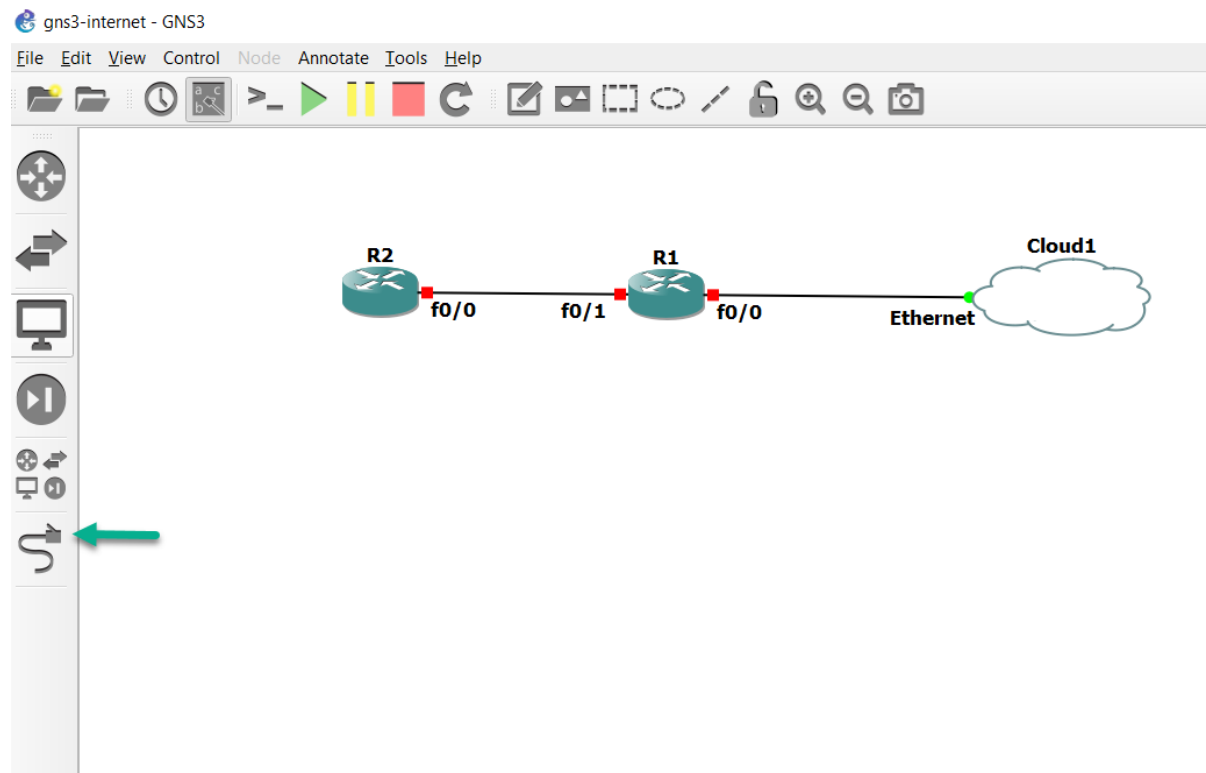 gns3-internet - GNS3
File Edit View Control Node Annotate Tools Help
a c
b
>_
Cloud1
R2
R1
f0/0
f0/1
f0/0
Ethernet